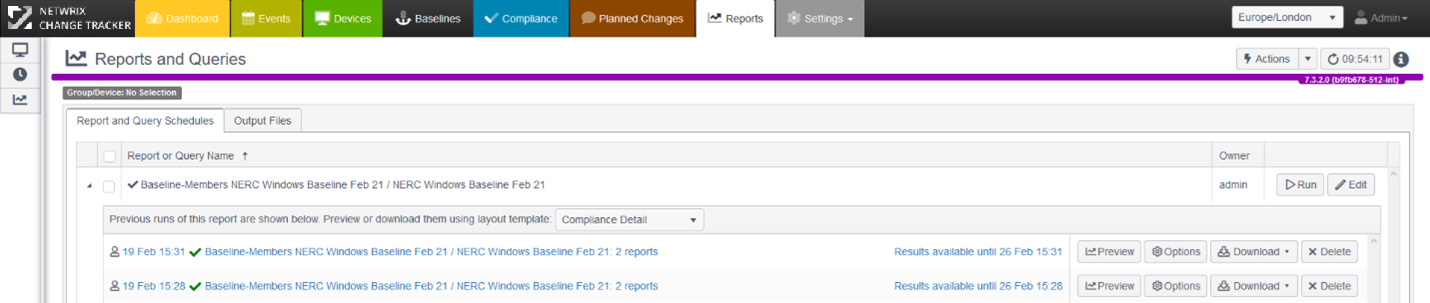 NETWRIX
CHANGE TRACKER
Dashboard Events Devices Baselines Compliance Planned Changes Reports Settings Europe/London Admin
Reports and Queries Actions 09:54:11
7.3.2.0 (b9fb678-512-int)
Group/Device: No Selection
Report and Query Schedules Output Files
Report or Query Name ↑ Owner
Baseline-Members NERC Windows Baseline Feb 21 / NERC Windows Baseline Feb 21 admin Run Edit
Previous runs of this report are shown below. Preview or download them using layout template: Compliance Detail
19 Feb 15:31 Baseline-Members NERC Windows Baseline Feb 21 / NERC Windows Baseline Feb 21: 2 reports Results available until 26 Feb 15:31 Preview Options Download Delete
19 Feb 15:28 Baseline-Members NERC Windows Baseline Feb 21 / NERC Windows Baseline Feb 21: 2 reports Results available until 26 Feb 15:28 Preview Options Download Delete